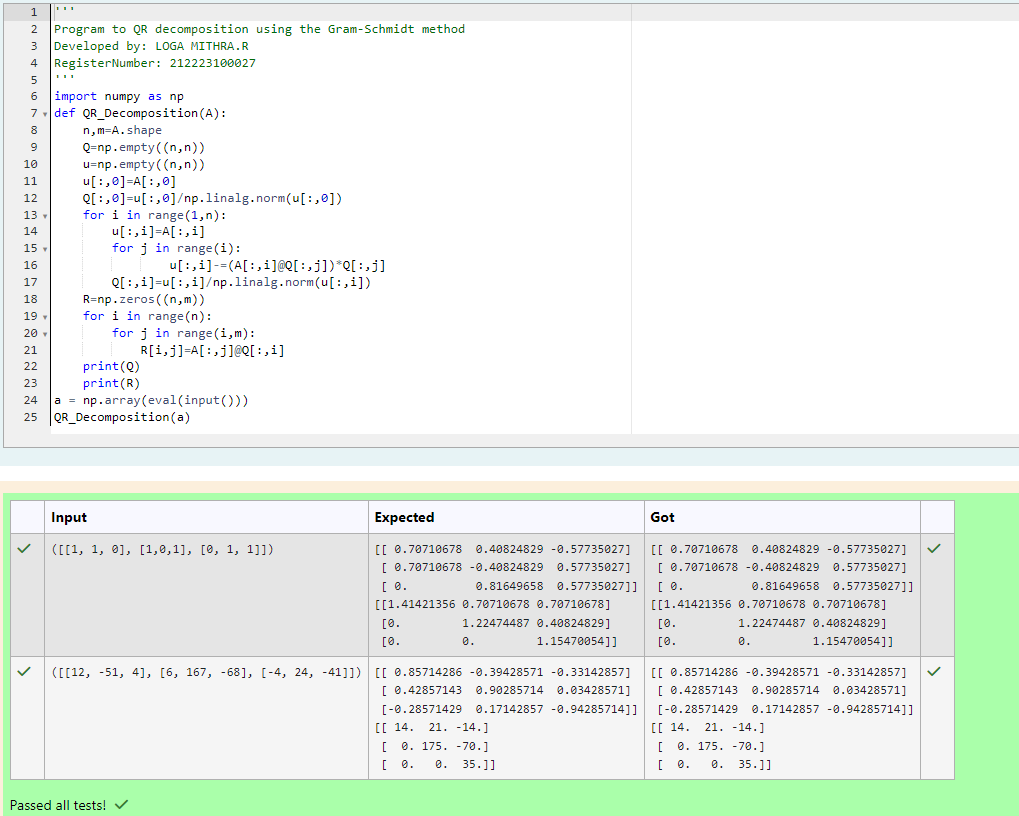 1 '''
2 Program to QR decomposition using the Gram-Schmidt method
3 Developed by: LOGA MITHRA.R
4 RegisterNumber: 212223100027
5 '''
6 import numpy as np
7 def QR_Decomposition(A):
8     n,m=A.shape
9     Q=np.empty((n,n))
10     u=np.empty((n,n))
11     u[:,0]=A[:,0]
12     Q[:,0]=u[:,0]/np.linalg.norm(u[:,0])
13     for i in range(1,n):
14         u[:,i]=A[:,i]
15         for j in range(i):
16                 u[:,i]-=(A[:,i]@Q[:,j])*Q[:,j]
17         Q[:,i]=u[:,i]/np.linalg.norm(u[:,i])
18     R=np.zeros((n,m))
19     for i in range(n):
20         for j in range(i,m):
21             R[i,j]=A[:,j]@Q[:,i]
22     print(Q)
23     print(R)
24 a = np.array(eval(input()))
25 QR_Decomposition(a)
Input Expected Got
([[1, 1, 0], [1,0,1], [0, 1, 1]]) [[ 0.70710678  0.40824829 -0.57735027] [[ 0.70710678  0.40824829 -0.57735027]
[ 0.70710678 -0.40824829  0.57735027] [ 0.70710678 -0.40824829  0.57735027]
[ 0.          0.81649658  0.57735027]] [ 0.          0.81649658  0.57735027]]
[[1.41421356 0.70710678 0.70710678] [[1.41421356 0.70710678 0.70710678]
[0.         1.22474487 0.40824829] [0.         1.22474487 0.40824829]
[0.         0.         1.15470054]] [0.         0.         1.15470054]]
([[12, -51, 4], [6, 167, -68], [-4, 24, -41]]) [[ 0.85714286 -0.39428571 -0.33142857] [[ 0.85714286 -0.39428571 -0.33142857]
[ 0.42857143  0.90285714  0.03428571] [ 0.42857143  0.90285714  0.03428571]
[-0.28571429  0.17142857 -0.94285714]] [-0.28571429  0.17142857 -0.94285714]]
[[ 14.  21. -14.] [[ 14.  21. -14.]
[  0. 175. -70.] [  0. 175. -70.]
[  0.   0.  35.]] [  0.   0.  35.]]
Passed all tests!